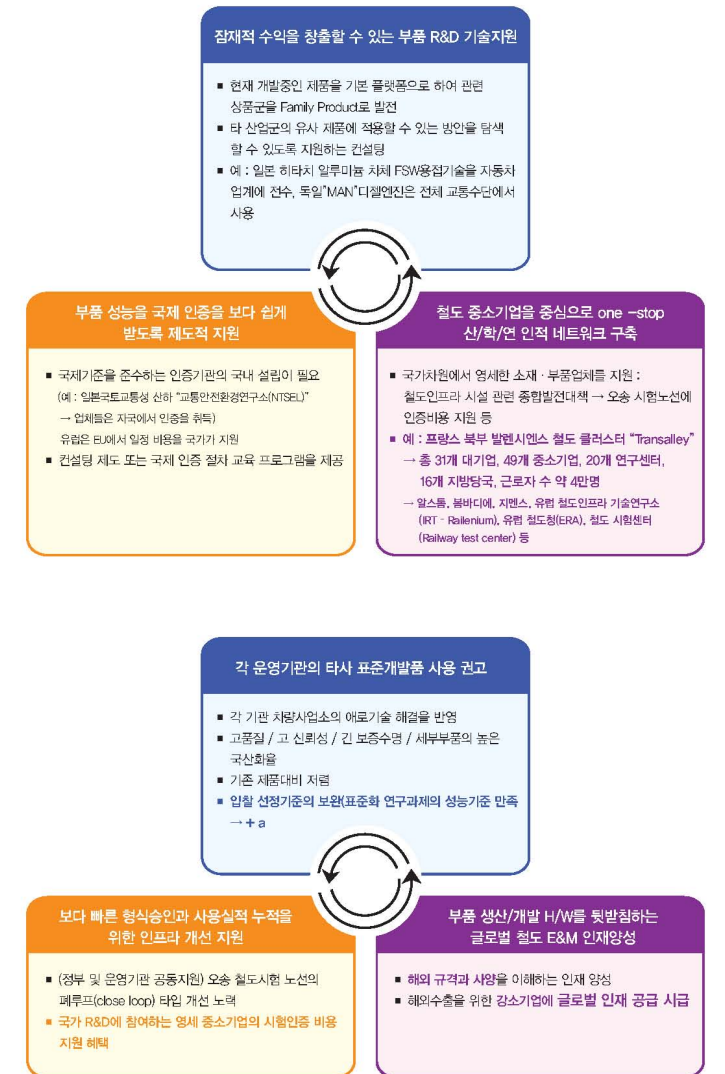 잠재적 수익을 창출할 수 있는 부품 R&D 기술지원
■ 현재 개발중인 제품을 기본 플랫폼으로 하여 관련
상품군을 Family Product로 발전
■ 타 산업군의 유사 제품에 적용할 수 있는 방안을 탐색
할 수 있도록 지원하는 컨설팅
■ 예 : 일본 히타치 알루미늄 차체 FSW용접기술을 자동차
업계에 전수, 독일"MAN"디젤엔진은 전체 교통수단에서
사용
부품 성능을 국제 인증을 보다 쉽게
받도록 제도적 지원
■ 국제기준을 준수하는 인증기관의 국내 설립이 필요
(예 : 일본국토교통성 산하 "교통안전환경연구소(NTSEL)"
→ 업체들은 자국에서 인증을 취득)
유럽은 EU에서 일정 비용을 국가가 지원
■ 컨설팅 제도 또는 국제 인증 절차 교육 프로그램을 제공
철도 중소기업을 중심으로 one -stop
산/학/연 인적 네트워크 구축
■ 국가차원에서 영세한 소재 · 부품업체를 지원 :
철도인프라 시설 관련 종합발전대책 → 오송 시험노선에
인증비용 지원 등
■ 예 : 프랑스 북부 발렌시엔스 철도 클러스터 "Transalley"
→ 총 31개 대기업, 49개 중소기업, 20개 연구센터,
16개 지방당국, 근로자 수 약 4만명
→ 알스톰, 봄바디에, 지멘스, 유럽 철도인프라 기술연구소
(IRT - Railenium), 유럽 철도청(ERA), 철도 시험센터
(Railway test center) 등
각 운영기관의 타사 표준개발품 사용 권고
■ 각 기관 차량사업소의 애로기술 해결을 반영
■ 고품질 / 고 신뢰성 / 긴 보증수명 / 세부부품의 높은
국산화율
■ 기존 제품대비 저렴
■ 입찰 선정기준의 보완(표준화 연구과제의 성능기준 만족
→ + a
보다 빠른 형식승인과 사용실적 누적을
위한 인프라 개선 지원
■ (정부 및 운영기관 공동지원) 오송 철도시험 노선의
폐루프(close loop) 타입 개선 노력
■ 국가 R&D에 참여하는 영세 중소기업의 시험인증 비용
지원 혜택
부품 생산/개발 H/W를 뒷받침하는
글로벌 철도 E&M 인재양성
■ 해외 규격과 사양을 이해하는 인재 양성
■ 해외수출을 위한 강소기업에 글로벌 인재 공급 시급